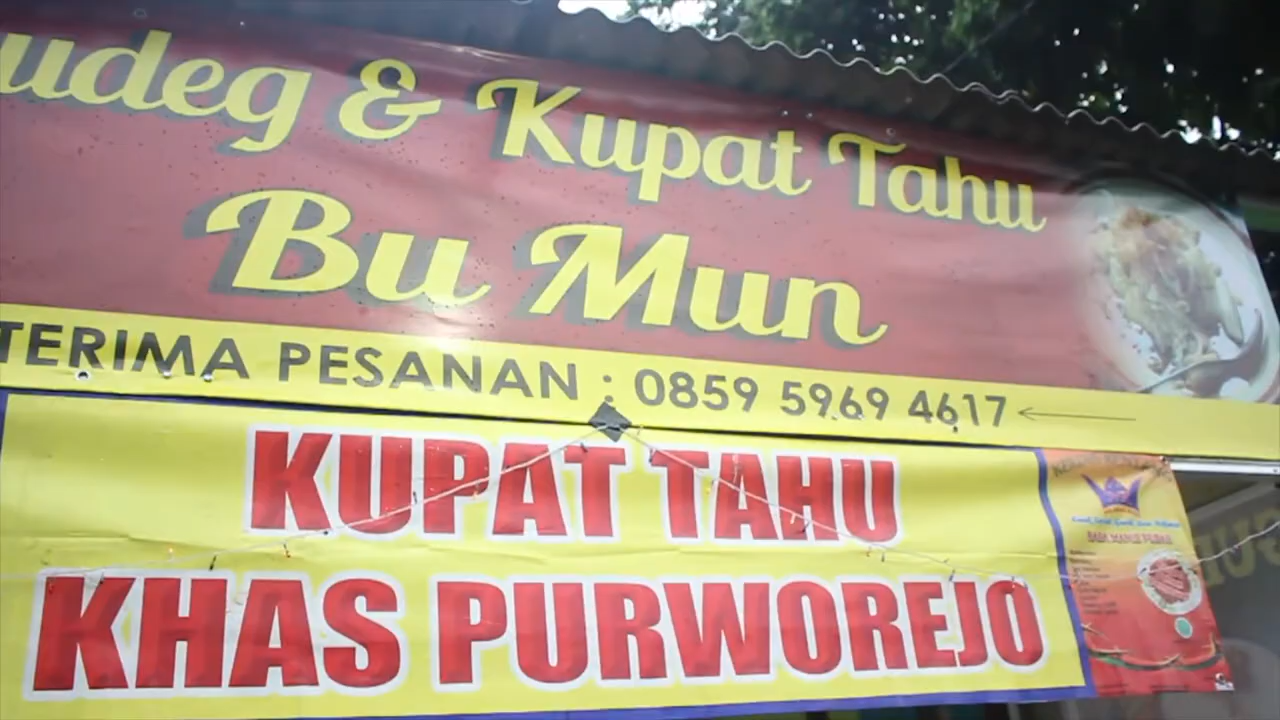 udeg & Kupat Tahu
Bu Mun
TERIMA PESANAN : 0859 5969 4617
KUPAT TAHU
KHAS PURWOREJO